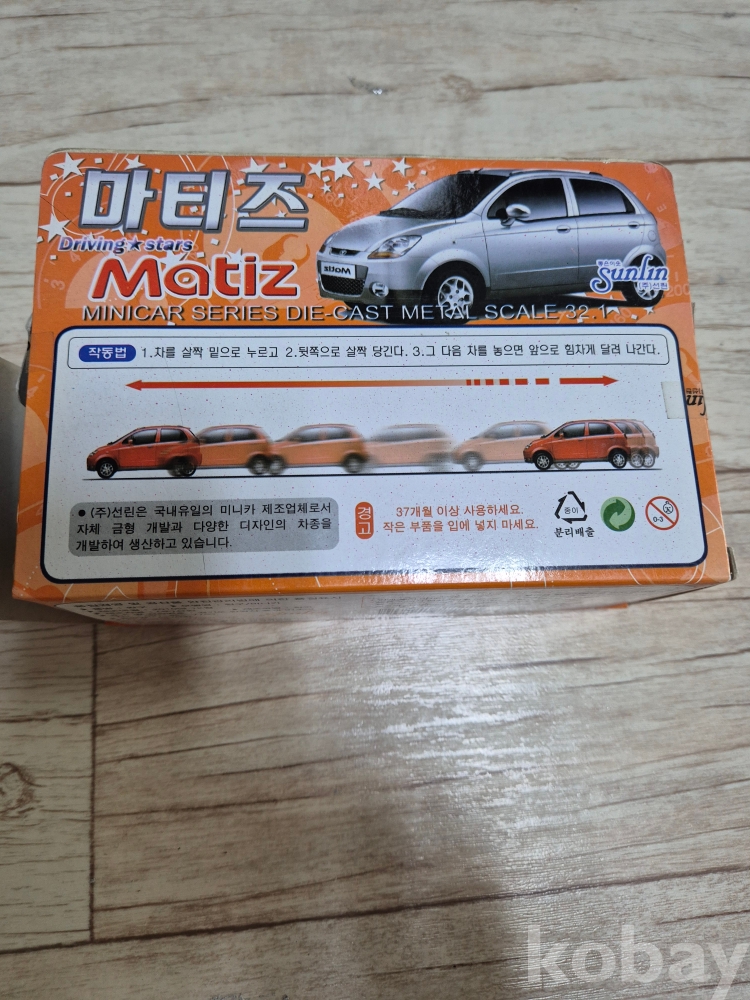 마티즈
Driving★stars
Matiz
좋은이웃
Sunlin
(주)선린
MINICAR SERIES DIE-CAST METAL SCALE 32:1
작동법 1.차를 살짝 밑으로 누르고 2.뒷쪽으로 살짝 당긴다. 3.그 다음 차를 놓으면 앞으로 힘차게 달려 나간다.
● (주)선린은 국내유일의 미니카 제조업체로서
자체 금형 개발과 다양한 디자인의 차종을
개발하여 생산하고 있습니다.
경고
37개월 이상 사용하세요.
작은 부품을 입에 넣지 마세요.
종이
분리배출
0-3
kobay